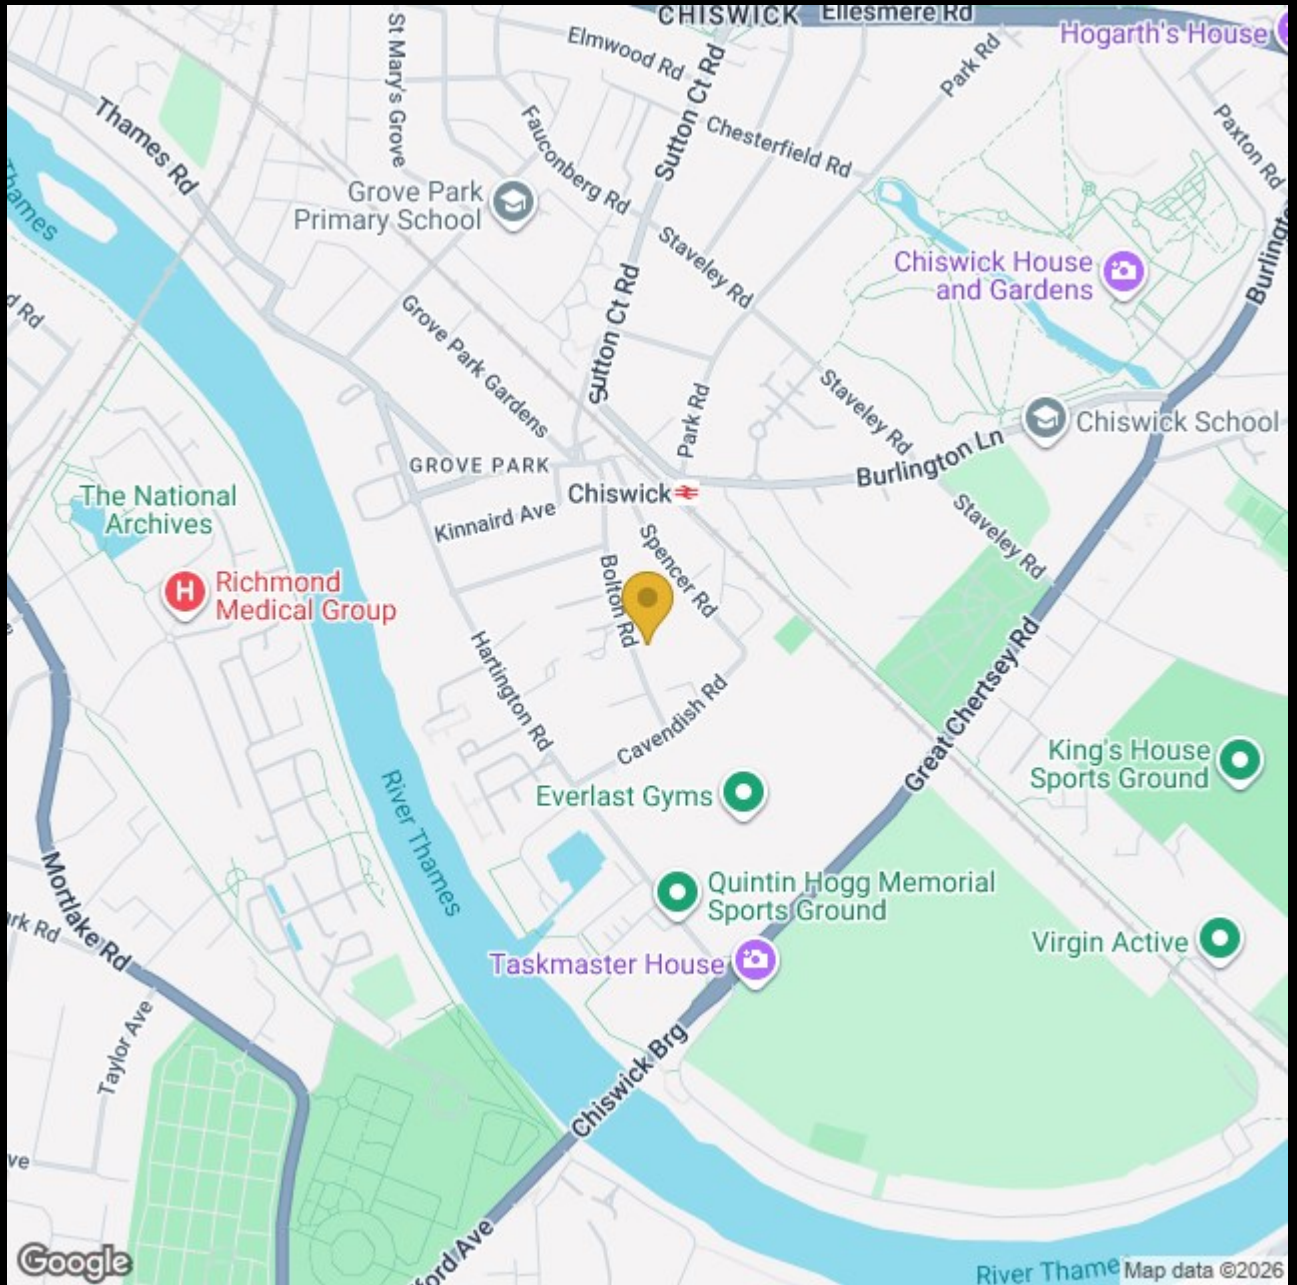 CHISWICK
Ellesmere Rd
Hogarth's House
St Mary's Grove
Elmwood Rd
Sutton Ct Rd
Park Rd
Thames Rd
Fauconberg Rd
Chesterfield Rd
Paxton Rd
Grove Park
Primary School
Thames
Staveley Rd
Chiswick House
and Gardens
Sutton Ct Rd
d Rd
Grove Park Gardens
Park Rd
Staveley Rd
Chiswick School
Burlington Ln
GROVE PARK
Chiswick
The National
Archives
Kinnaird Ave
Staveley Rd
Spencer Rd
Bolton Rd
Richmond
Medical Group
Hartington Rd
Great Chertsey Rd
Cavendish Rd
King's House
Sports Ground
Everlast Gyms
River Thames
Quintin Hogg Memorial
Sports Ground
Mortlake Rd
ark Rd
Virgin Active
Taskmaster House
Taylor Ave
Chiswick Brg
ve
ford Ave
Google
River Thame
Map data ©2026